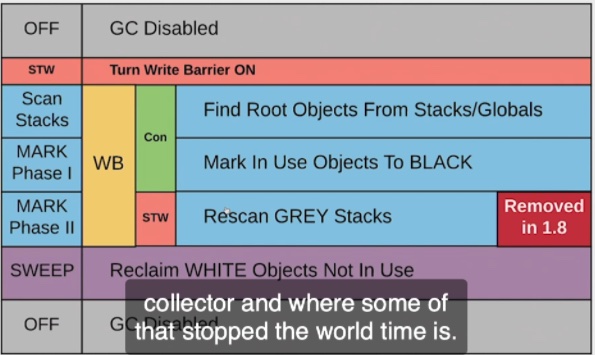 OFF
GC Disabled
STW
Turn Write Barrier ON
Scan
Stacks
WB
Con
Find Root Objects From Stacks/Globals
MARK
Phase I
Mark In Use Objects To BLACK
MARK
Phase II
STW
Rescan GREY Stacks
Removed
in 1.8
SWEEP
Reclaim WHITE Objects Not In Use
OFF
GC Disabled
collector and where some of
that stopped the world time is.